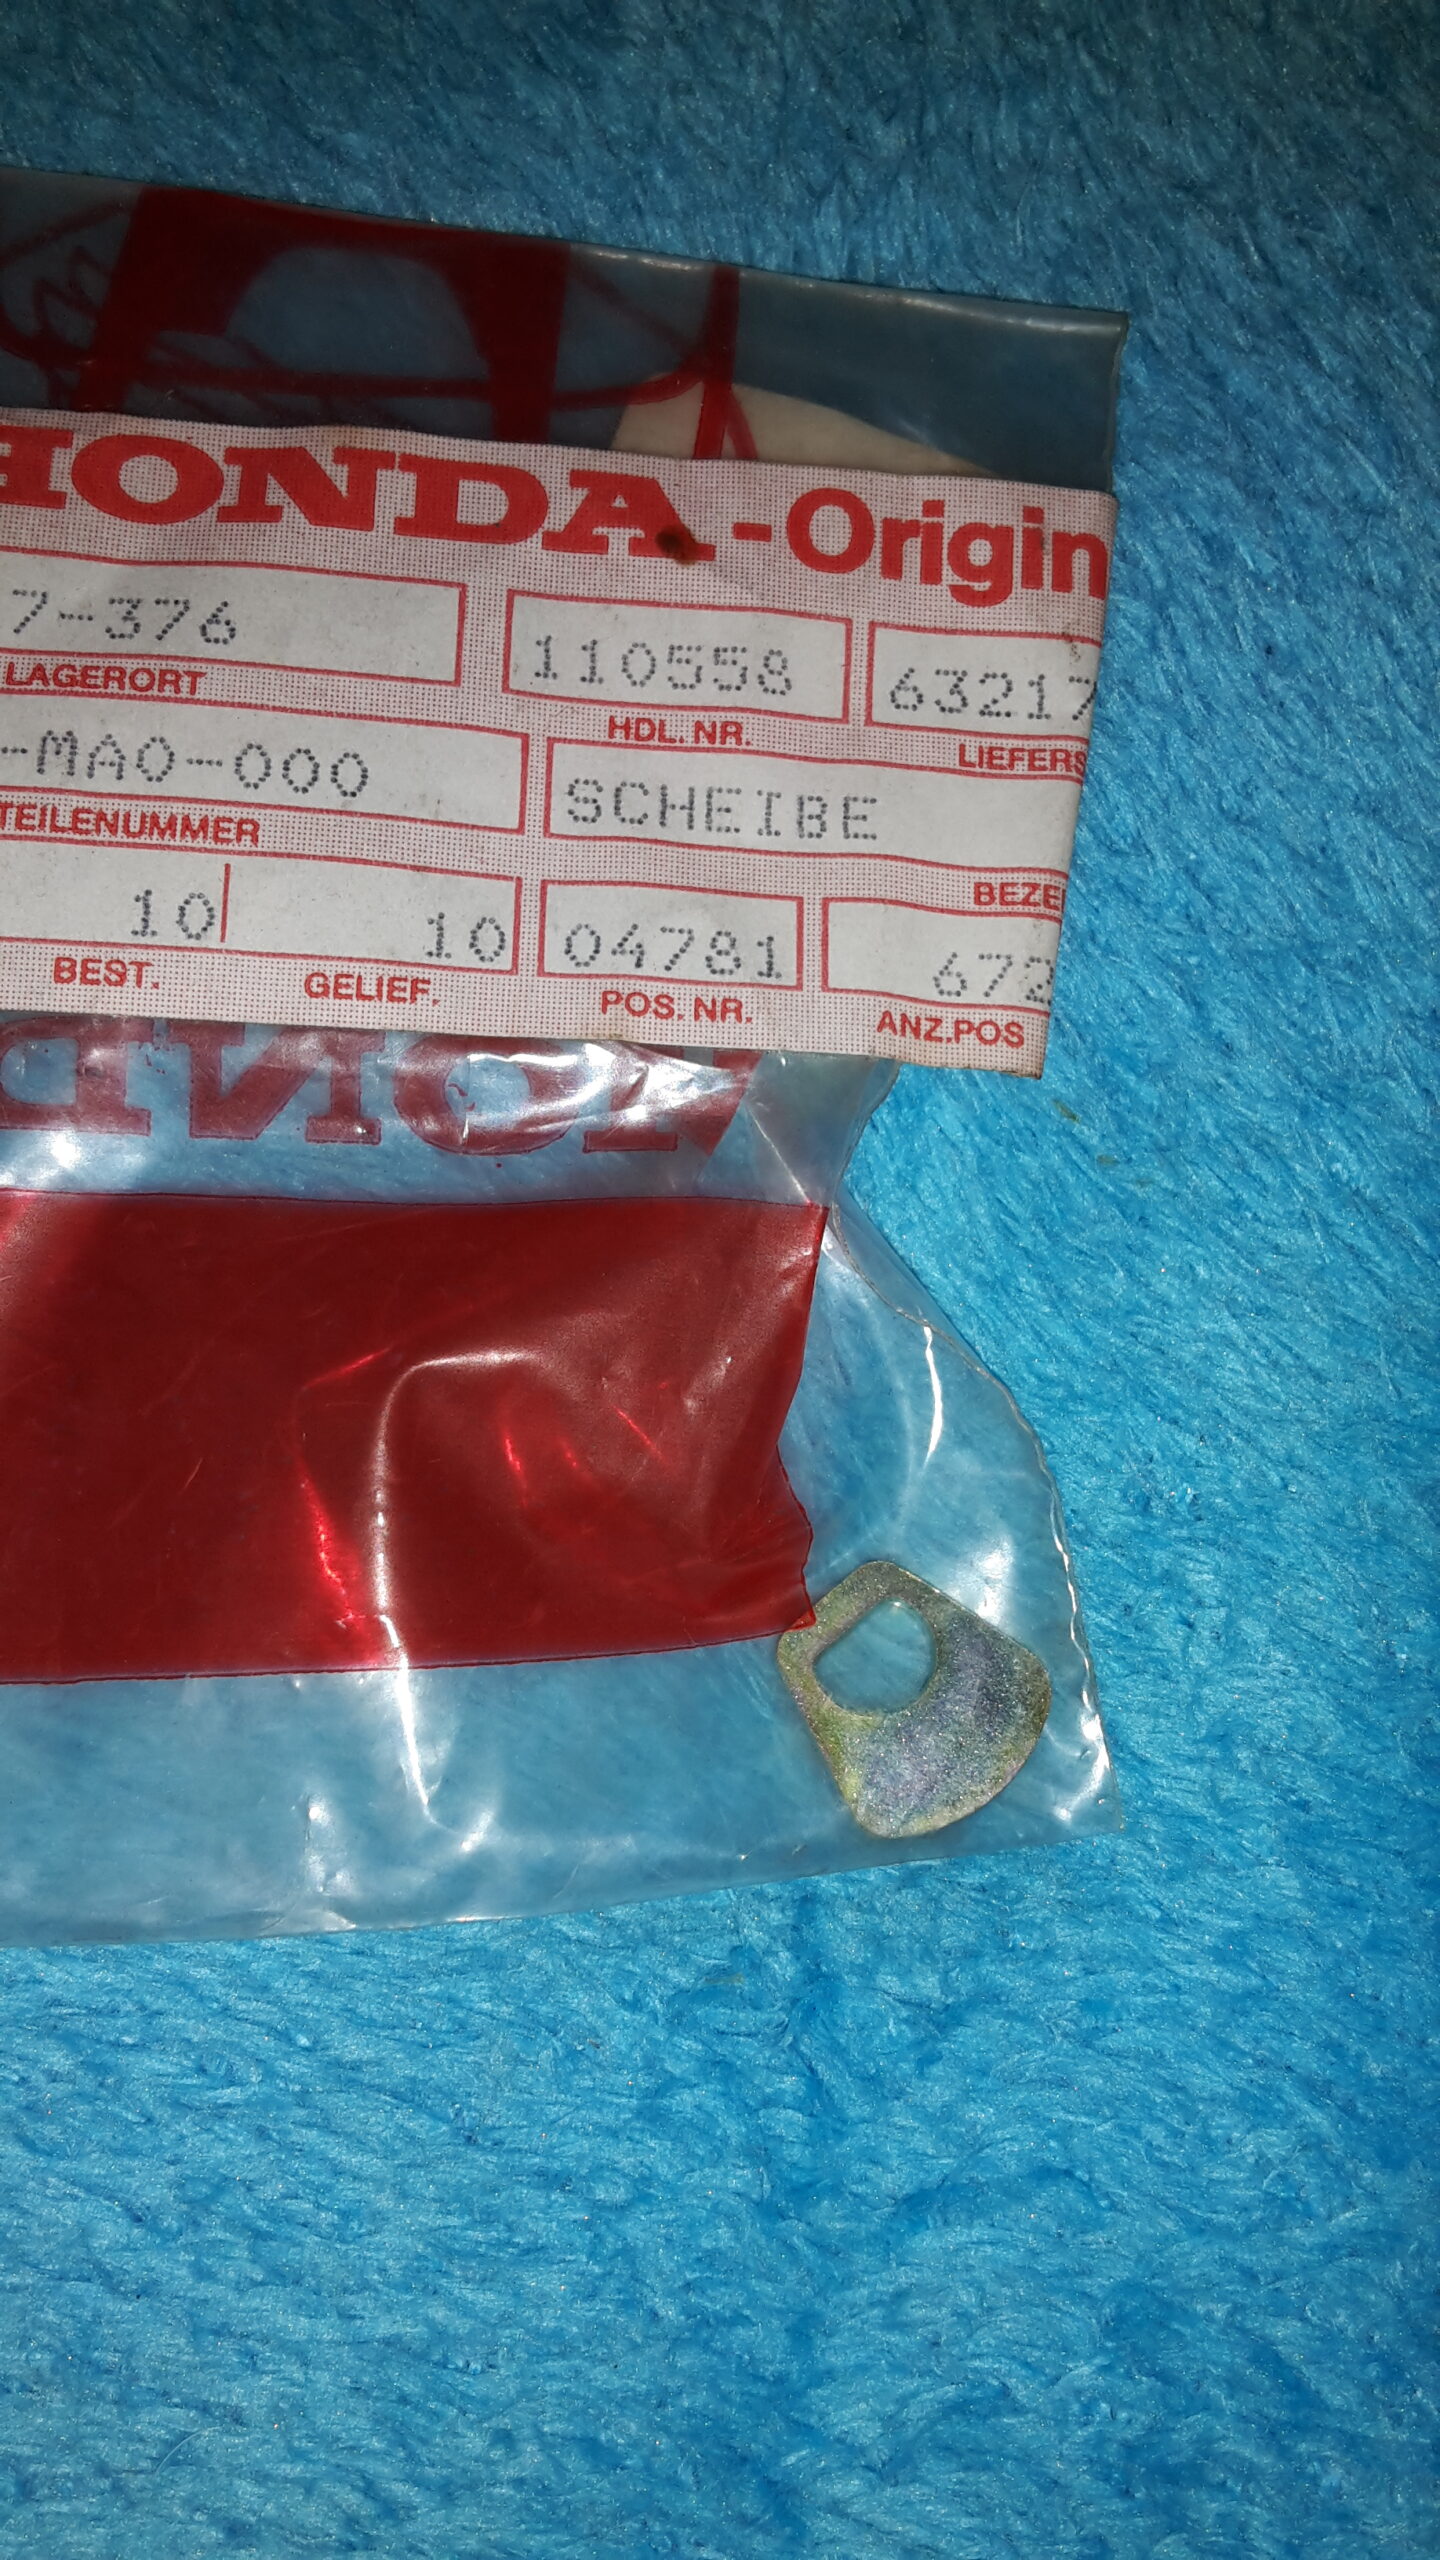 HONDA-Origin
7-376 110558 63217
LAGERORT HDL. NR. LIEFERS
-MA0-000 SCHEIBE
TEILENUMMER BEZE
10 10 04781 672
BEST. GELIEF. POS. NR. ANZ.POS
HOND